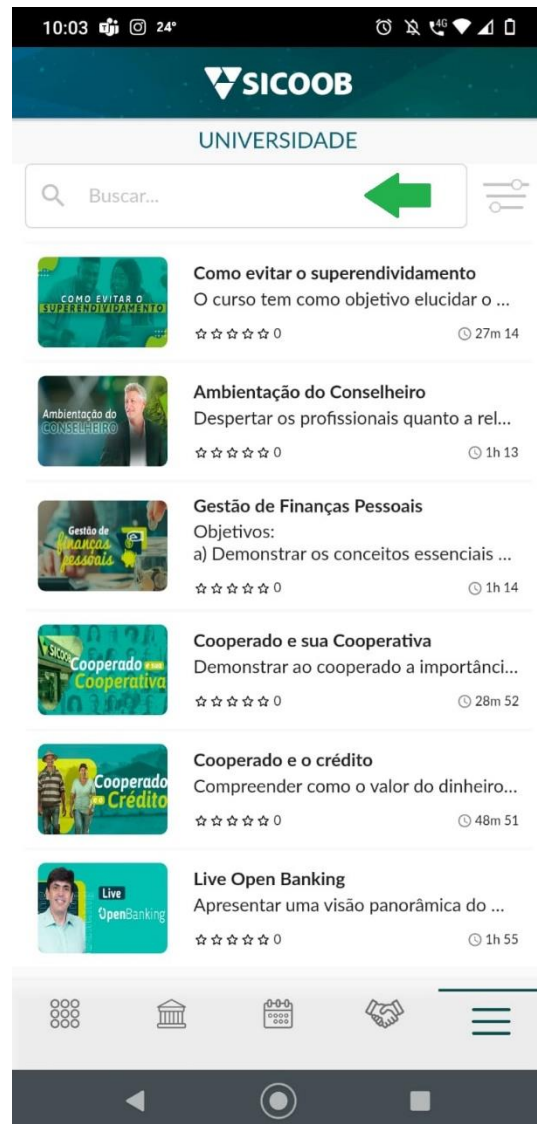 10:03 24°
4G
SICOOB
UNIVERSIDADE
Buscar...
COMO EVITAR O
SUPERENDIVIDAMENTO
Como evitar o superendividamento
O curso tem como objetivo elucidar o ...
0 27m 14
Ambientação do
CONSELHEIRO
Ambientação do Conselheiro
Despertar os profissionais quanto a rel...
0 1h 13
Gestão de
finanças
pessoais
Gestão de Finanças Pessoais
Objetivos:
a) Demonstrar os conceitos essenciais ...
0 1h 14
SICOOB
Cooperado e sua
Cooperativa
Cooperado e sua Cooperativa
Demonstrar ao cooperado a importânci...
0 28m 52
Cooperado
e o Crédito
Cooperado e o crédito
Compreender como o valor do dinheiro...
0 48m 51
Live
OpenBanking
Live Open Banking
Apresentar uma visão panorâmica do ...
0 1h 55